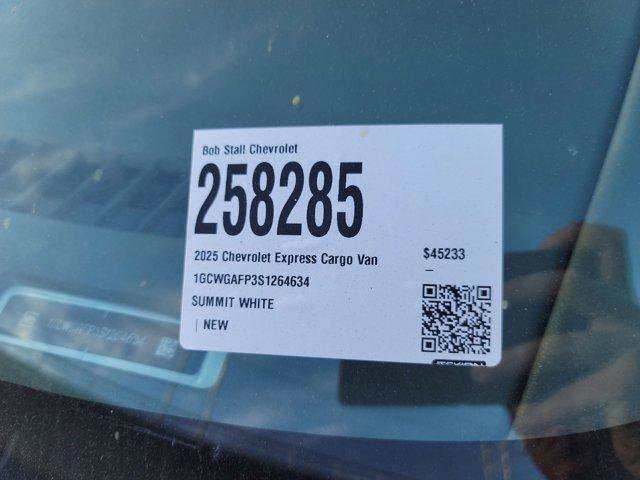 Bob Stall Chevrolet
258285
2025 Chevrolet Express Cargo Van $45233
1GCWGAFP3S1264634 –
SUMMIT WHITE
| NEW